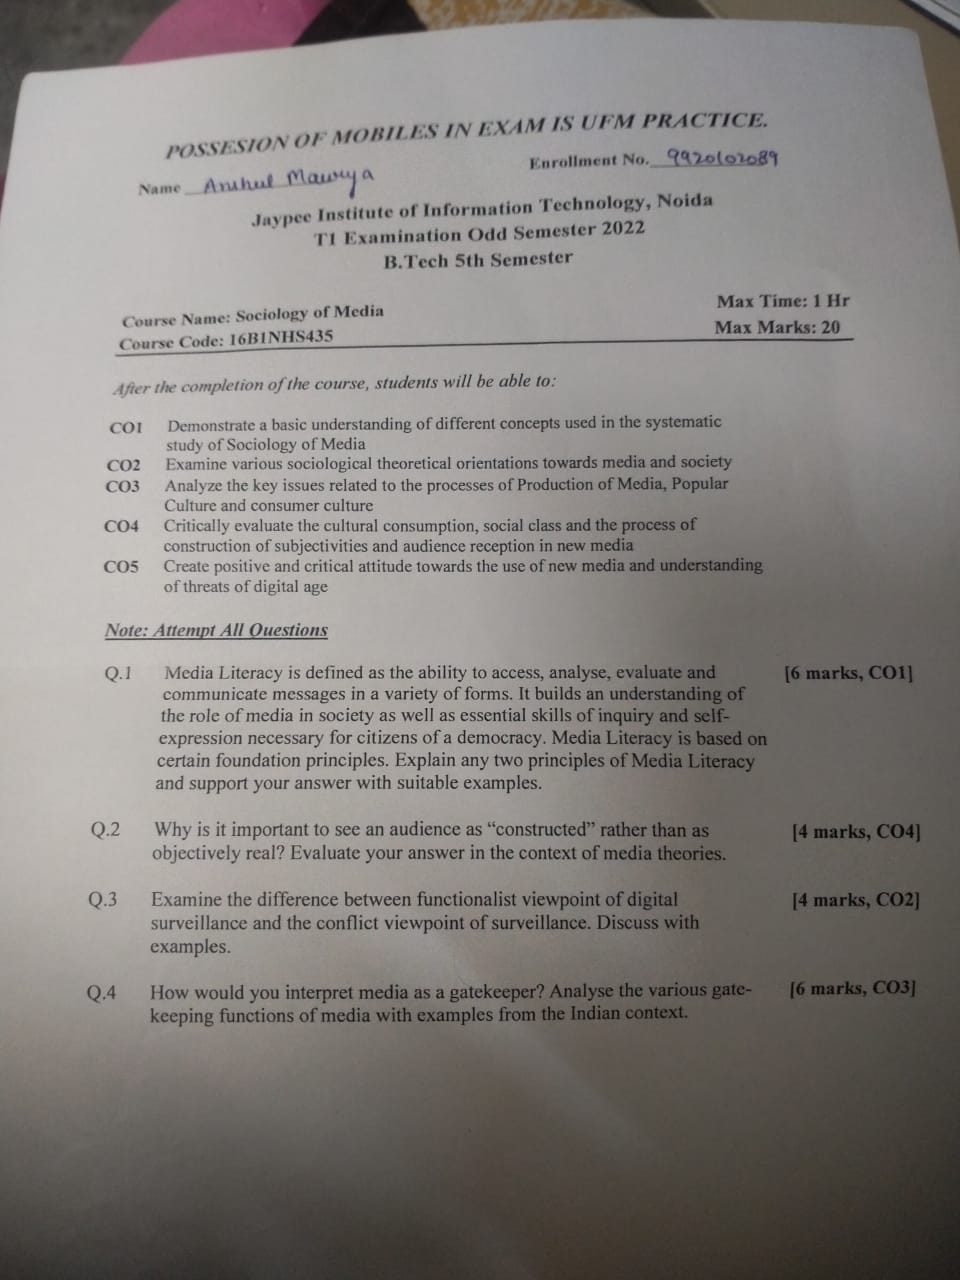 POSSESION OF MOBILES IN EXAM IS UFM PRACTICE.
Name Anshul Maurya
Enrollment No. 9920102089
Jaypee Institute of Information Technology, Noida
T1 Examination Odd Semester 2022
B.Tech 5th Semester
Course Name: Sociology of Media
Max Time: 1 Hr
Course Code: 16B1NHS435
Max Marks: 20
After the completion of the course, students will be able to:
CO1 Demonstrate a basic understanding of different concepts used in the systematic
study of Sociology of Media
CO2 Examine various sociological theoretical orientations towards media and society
CO3 Analyze the key issues related to the processes of Production of Media, Popular
Culture and consumer culture
CO4 Critically evaluate the cultural consumption, social class and the process of
construction of subjectivities and audience reception in new media
CO5 Create positive and critical attitude towards the use of new media and understanding
of threats of digital age
Note: Attempt All Questions
Q.1 Media Literacy is defined as the ability to access, analyse, evaluate and [6 marks, CO1]
communicate messages in a variety of forms. It builds an understanding of
the role of media in society as well as essential skills of inquiry and self-
expression necessary for citizens of a democracy. Media Literacy is based on
certain foundation principles. Explain any two principles of Media Literacy
and support your answer with suitable examples.
Q.2 Why is it important to see an audience as “constructed” rather than as [4 marks, CO4]
objectively real? Evaluate your answer in the context of media theories.
Q.3 Examine the difference between functionalist viewpoint of digital [4 marks, CO2]
surveillance and the conflict viewpoint of surveillance. Discuss with
examples.
Q.4 How would you interpret media as a gatekeeper? Analyse the various gate- [6 marks, CO3]
keeping functions of media with examples from the Indian context.